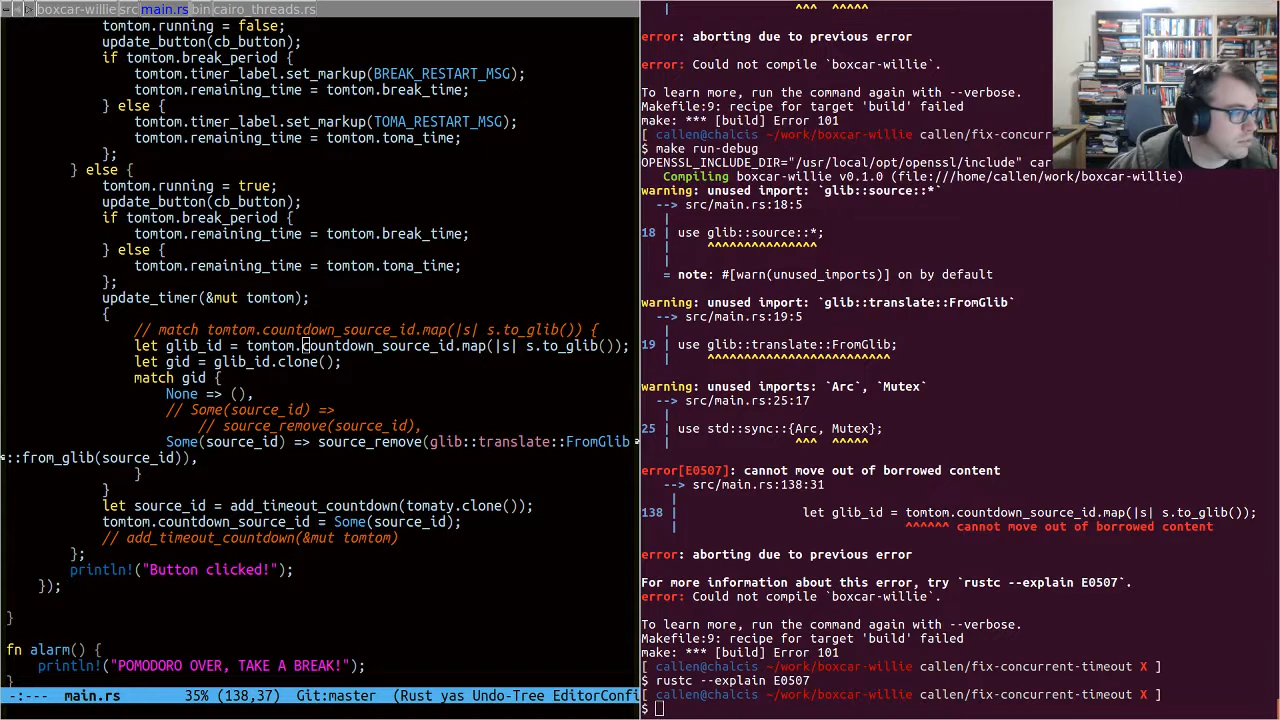 boxcar-willie src main.rs bin cairo_threads.rs
tomtom.running = false;
update_button(cb_button);
if tomtom.break_period {
tomtom.timer_label.set_markup(BREAK_RESTART_MSG);
tomtom.remaining_time = tomtom.break_time;
} else {
tomtom.timer_label.set_markup(TOMA_RESTART_MSG);
tomtom.remaining_time = tomtom.toma_time;
};
} else {
tomtom.running = true;
update_button(cb_button);
if tomtom.break_period {
tomtom.remaining_time = tomtom.break_time;
} else {
tomtom.remaining_time = tomtom.toma_time;
};
update_timer(&mut tomtom);
{
// match tomtom.countdown_source_id.map(|s| s.to_glib()) {
let glib_id = tomtom.countdown_source_id.map(|s| s.to_glib());
let gid = glib_id.clone();
match gid {
None => (),
// Some(source_id) =>
// source_remove(source_id),
Some(source_id) => source_remove(glib::translate::FromGlib
::from_glib(source_id)),
}
}
let source_id = add_timeout_countdown(tomaty.clone());
tomtom.countdown_source_id = Some(source_id);
// add_timeout_countdown(&mut tomtom)
};
println!("Button clicked!");
});
}
fn alarm() {
println!("POMODORO OVER, TAKE A BREAK!");
}
-:--- main.rs 35% (138,37) Git:master (Rust yas Undo-Tree EditorConfi
| ^^^ ^^^^^
error: aborting due to previous error
error: Could not compile `boxcar-willie`.
To learn more, run the command again with --verbose.
Makefile:9: recipe for target 'build' failed
make: *** [build] Error 101
[ callen@chalcis ~/work/boxcar-willie callen/fix-concurr
$ make run-debug
OPENSSL_INCLUDE_DIR="/usr/local/opt/openssl/include" car
Compiling boxcar-willie v0.1.0 (file:///home/callen/work/boxcar-willie)
warning: unused import: `glib::source::*`
--> src/main.rs:18:5
|
18 | use glib::source::*;
| ^^^^^^^^^^^^^^^
|
= note: #[warn(unused_imports)] on by default
warning: unused import: `glib::translate::FromGlib`
--> src/main.rs:19:5
|
19 | use glib::translate::FromGlib;
| ^^^^^^^^^^^^^^^^^^^^^^^^^
warning: unused imports: `Arc`, `Mutex`
--> src/main.rs:25:17
|
25 | use std::sync::{Arc, Mutex};
| ^^^ ^^^^^
error[E0507]: cannot move out of borrowed content
--> src/main.rs:138:31
|
138 | let glib_id = tomtom.countdown_source_id.map(|s| s.to_glib());
| ^^^^^^ cannot move out of borrowed content
error: aborting due to previous error
For more information about this error, try `rustc --explain E0507`.
error: Could not compile `boxcar-willie`.
To learn more, run the command again with --verbose.
Makefile:9: recipe for target 'build' failed
make: *** [build] Error 101
[ callen@chalcis ~/work/boxcar-willie callen/fix-concurrent-timeout X ]
$ rustc --explain E0507
[ callen@chalcis ~/work/boxcar-willie callen/fix-concurrent-timeout X ]
$